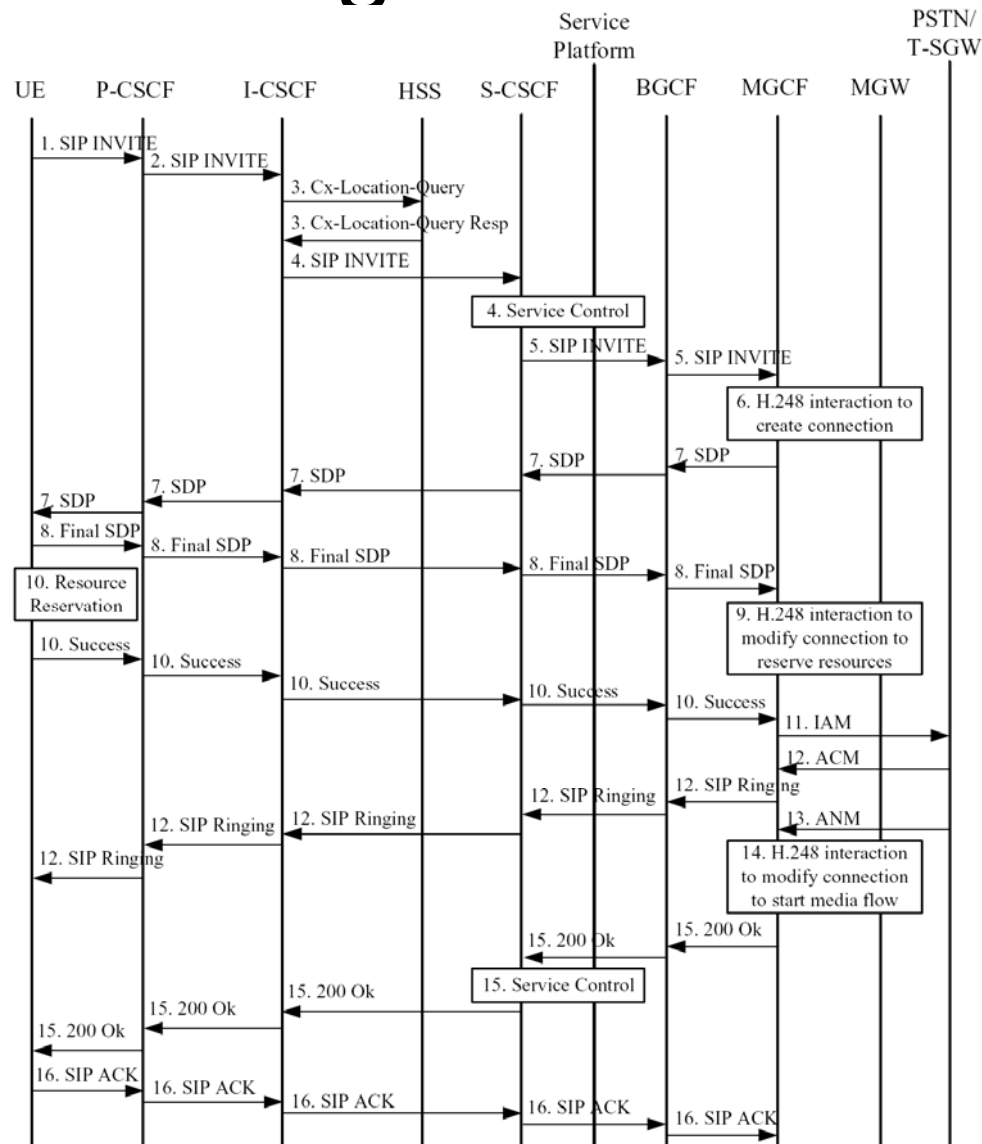 Service
Platform
PSTN/
T-SGW
UE P-CSCF I-CSCF HSS S-CSCF BGCF MGCF MGW
1. SIP INVITE
2. SIP INVITE
3. Cx-Location-Query
3. Cx-Location-Query Resp
4. SIP INVITE
4. Service Control
5. SIP INVITE
5. SIP INVITE
6. H.248 interaction to
create connection
7. SDP
7. SDP
7. SDP
7. SDP
7. SDP
8. Final SDP
8. Final SDP
8. Final SDP
8. Final SDP
8. Final SDP
10. Resource
Reservation
9. H.248 interaction to
modify connection to
reserve resources
10. Success
10. Success
10. Success
10. Success
10. Success
11. IAM
12. ACM
12. SIP Ringing
12. SIP Ringing
12. SIP Ringing
13. ANM
12. SIP Ringing
12. SIP Ringing
14. H.248 interaction
to modify connection
to start media flow
15. 200 Ok
15. 200 Ok
15. Service Control
15. 200 Ok
15. 200 Ok
15. 200 Ok
16. SIP ACK
16. SIP ACK
16. SIP ACK
16. SIP ACK
16. SIP ACK